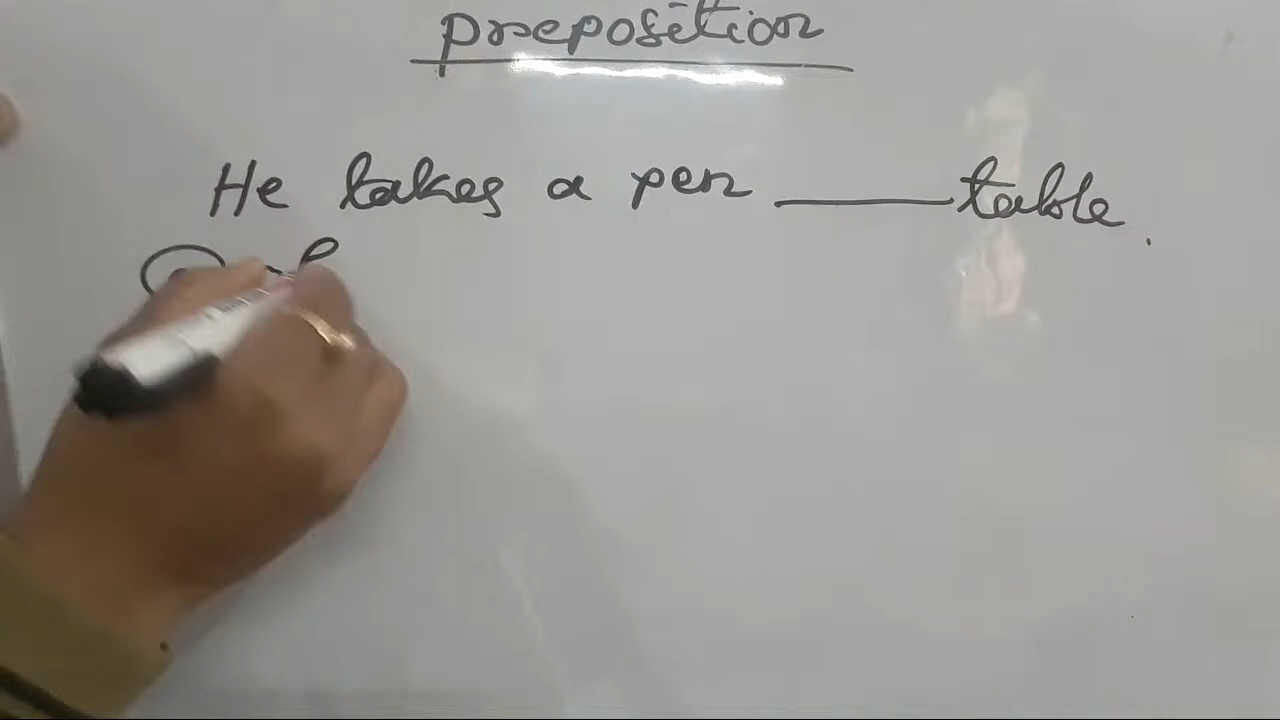 preposition
He takes a pen ____ table.